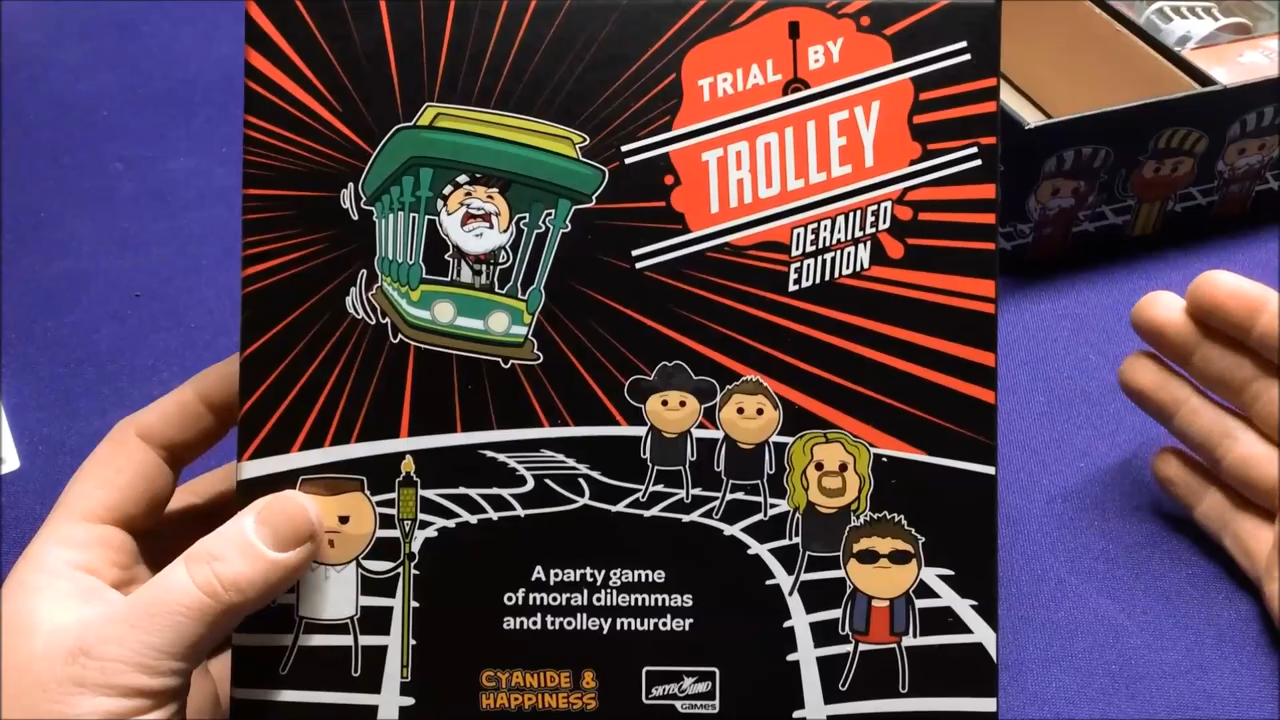 TRIAL BY
TROLLEY
DERAILED
EDITION
A party game
of moral dilemmas
and trolley murder
CYANIDE &
HAPPINESS
SKYBOUND
GAMES